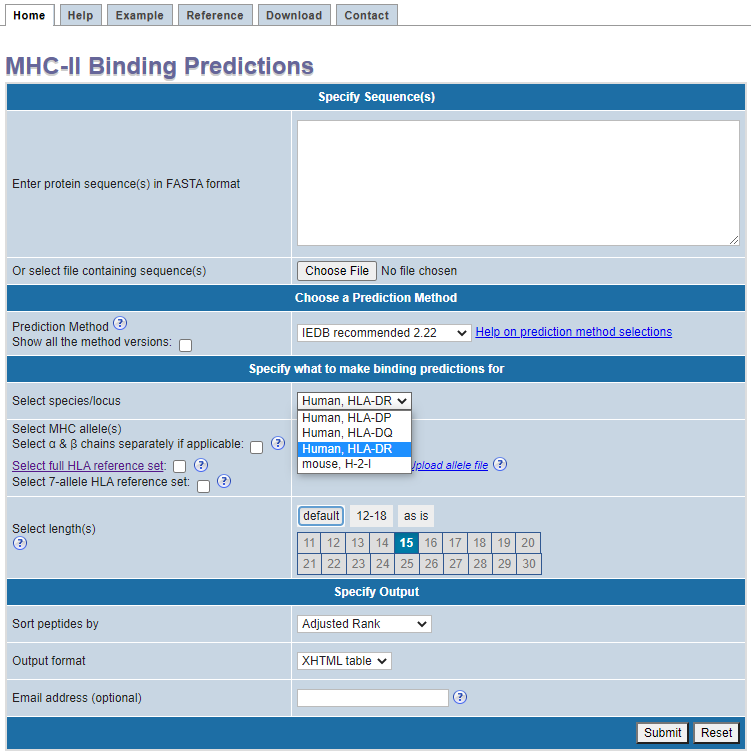 Home Help Example Reference Download Contact
MHC-II Binding Predictions
Specify Sequence(s)
Enter protein sequence(s) in FASTA format
Or select file containing sequence(s) Choose File No file chosen
Choose a Prediction Method
Prediction Method ?
Show all the method versions:
IEDB recommended 2.22 Help on prediction method selections
Specify what to make binding predictions for
Select species/locus Human, HLA-DR
Human, HLA-DP
Human, HLA-DQ
Human, HLA-DR
mouse, H-2-I
Select MHC allele(s)
Select α & β chains separately if applicable: ?
Select full HLA reference set: ?
Select 7-allele HLA reference set: ?
Upload allele file ?
Select length(s)
?
default 12-18 as is
11 12 13 14 15 16 17 18 19 20
21 22 23 24 25 26 27 28 29 30
Specify Output
Sort peptides by Adjusted Rank
Output format XHTML table
Email address (optional) ?
Submit Reset